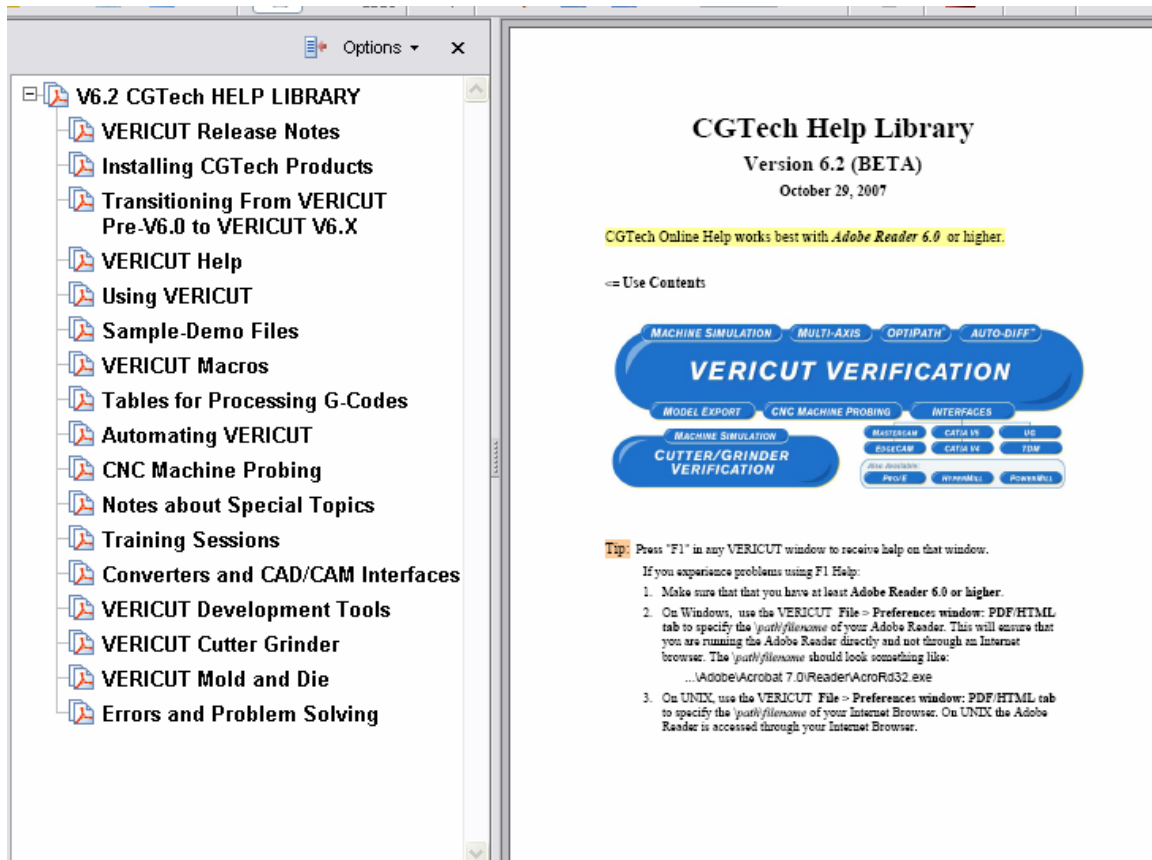 Options
V6.2 CGTech HELP LIBRARY
VERICUT Release Notes
Installing CGTech Products
Transitioning From VERICUT
Pre-V6.0 to VERICUT V6.X
VERICUT Help
Using VERICUT
Sample-Demo Files
VERICUT Macros
Tables for Processing G-Codes
Automating VERICUT
CNC Machine Probing
Notes about Special Topics
Training Sessions
Converters and CAD/CAM Interfaces
VERICUT Development Tools
VERICUT Cutter Grinder
VERICUT Mold and Die
Errors and Problem Solving
CGTech Help Library
Version 6.2 (BETA)
October 29, 2007
CGTech Online Help works best with Adobe Reader 6.0 or higher.
<= Use Contents
MACHINE SIMULATION MULTI-AXIS OPTIPATH® AUTO-DIFF™
VERICUT VERIFICATION
MODEL EXPORT CNC MACHINE PROBING INTERFACES
MASTERCAM CATIA V5 UG
EDGECAM CATIA V4 TDM
Also Available:
PRO/E HYPERMILL POWERMILL
MACHINE SIMULATION
CUTTER/GRINDER
VERIFICATION
Tip: Press "F1" in any VERICUT window to receive help on that window.
If you experience problems using F1 Help:
1. Make sure that that you have at least Adobe Reader 6.0 or higher.
2. On Windows, use the VERICUT File > Preferences window: PDF/HTML
tab to specify the \path\filename of your Adobe Reader. This will ensure that
you are running the Adobe Reader directly and not through an Internet
browser. The \path\filename should look something like:
...\Adobe\Acrobat 7.0\Reader\AcroRd32.exe
3. On UNIX, use the VERICUT File > Preferences window: PDF/HTML tab
to specify the \path\filename of your Internet Browser. On UNIX the Adobe
Reader is accessed through your Internet Browser.